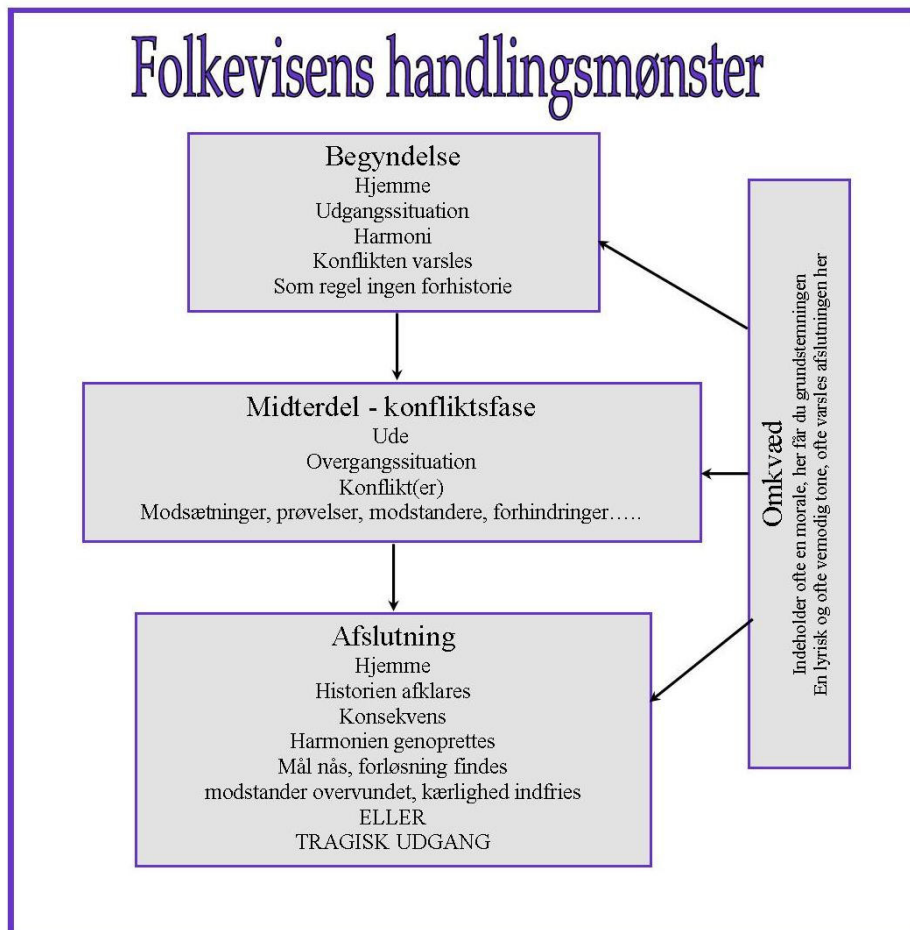 Folkevisens handlingsmønster
Begyndelse
Hjemme
Udgangssituation
Harmoni
Konflikten varsles
Som regel ingen forhistorie
Midterdel - konfliktsfase
Ude
Overgangssituation
Konflikt(er)
Modsætninger, prøvelser, modstandere, forhindringer…..
Afslutning
Hjemme
Historien afklares
Konsekvens
Harmonien genoprettes
Mål nås, forløsning findes
modstander overvundet, kærlighed indfries
ELLER
TRAGISK UDGANG
Omkvæd
Indeholder ofte en morale, her får du grundstemningen
En lyrisk og ofte vemodig tone, ofte varsles afslutningen her